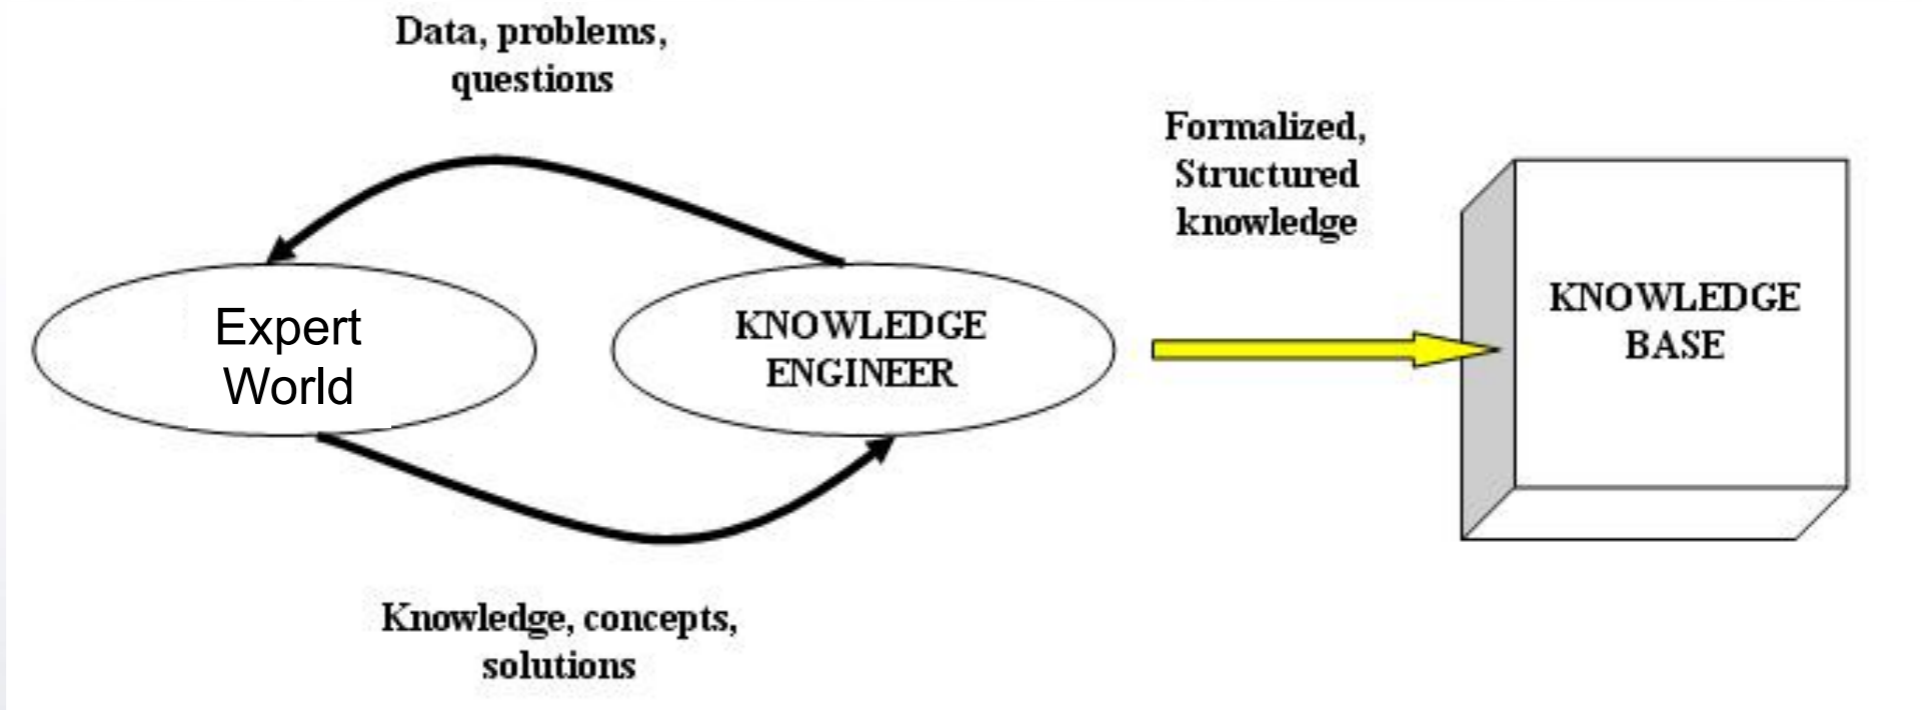 Data, problems,
questions
Formalized,
Structured
knowledge
Expert
World
KNOWLEDGE
ENGINEER
KNOWLEDGE
BASE
Knowledge, concepts,
solutions